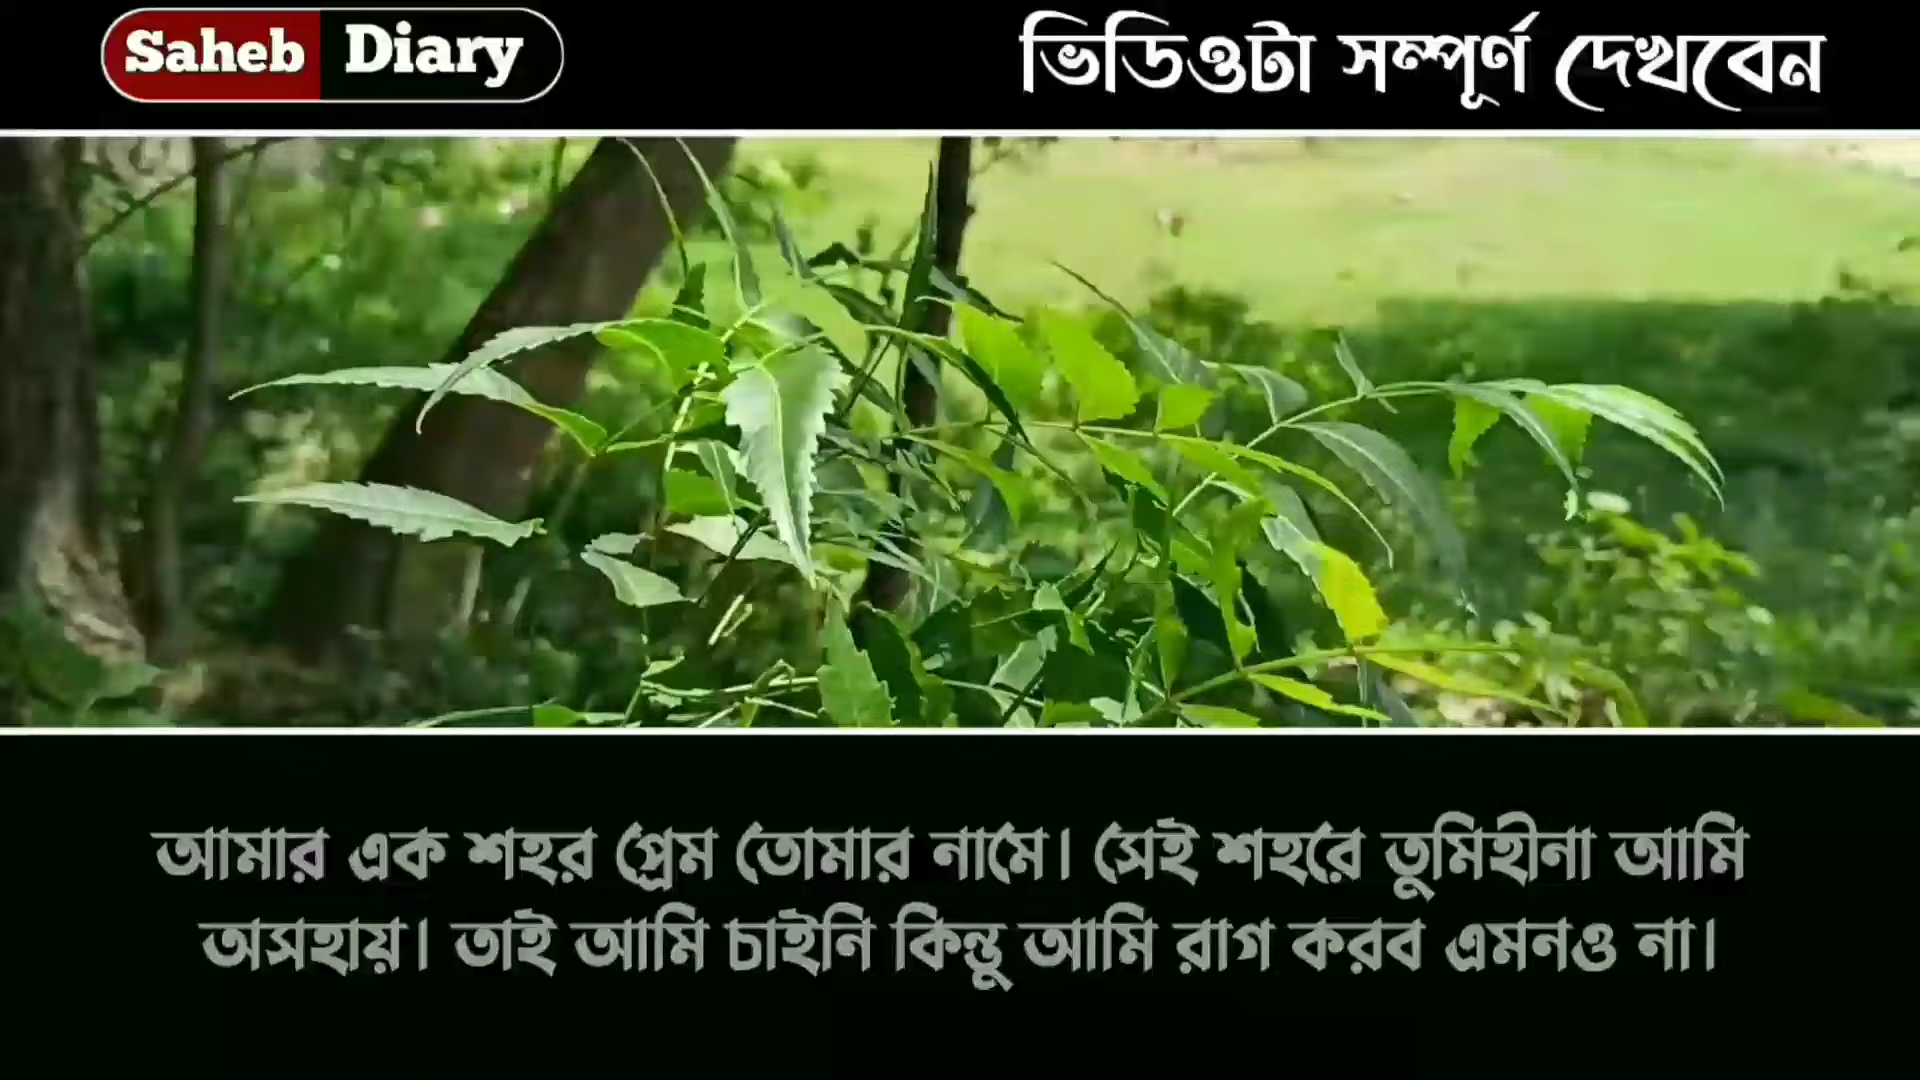 Saheb Diary
ভিডিওটা সম্পূর্ণ দেখবেন
আমার এক শহর প্রেম তোমার নামে। সেই শহরে তুমিহীনা আমি
অসহায়। তাই আমি চাইনি কিন্তু আমি রাগ করব এমনও না।